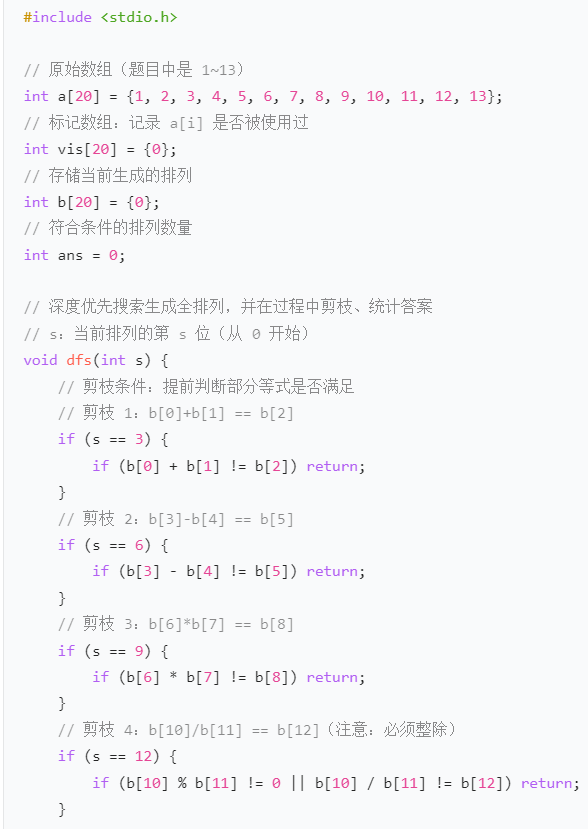 #include <stdio.h>
// 原始数组（题目中是 1~13）
int a[20] = {1, 2, 3, 4, 5, 6, 7, 8, 9, 10, 11, 12, 13};
// 标记数组：记录 a[i] 是否被使用过
int vis[20] = {0};
// 存储当前生成的排列
int b[20] = {0};
// 符合条件的排列数量
int ans = 0;
// 深度优先搜索生成全排列，并在过程中剪枝、统计答案
// s：当前排列的第 s 位（从 0 开始）
void dfs(int s) {
    // 剪枝条件：提前判断部分等式是否满足
    // 剪枝 1：b[0]+b[1] == b[2]
    if (s == 3) {
        if (b[0] + b[1] != b[2]) return;
    }
    // 剪枝 2：b[3]-b[4] == b[5]
    if (s == 6) {
        if (b[3] - b[4] != b[5]) return;
    }
    // 剪枝 3：b[6]*b[7] == b[8]
    if (s == 9) {
        if (b[6] * b[7] != b[8]) return;
    }
    // 剪枝 4：b[10]/b[11] == b[12]（注意：必须整除）
    if (s == 12) {
        if (b[10] % b[11] != 0 || b[10] / b[11] != b[12]) return;
    }